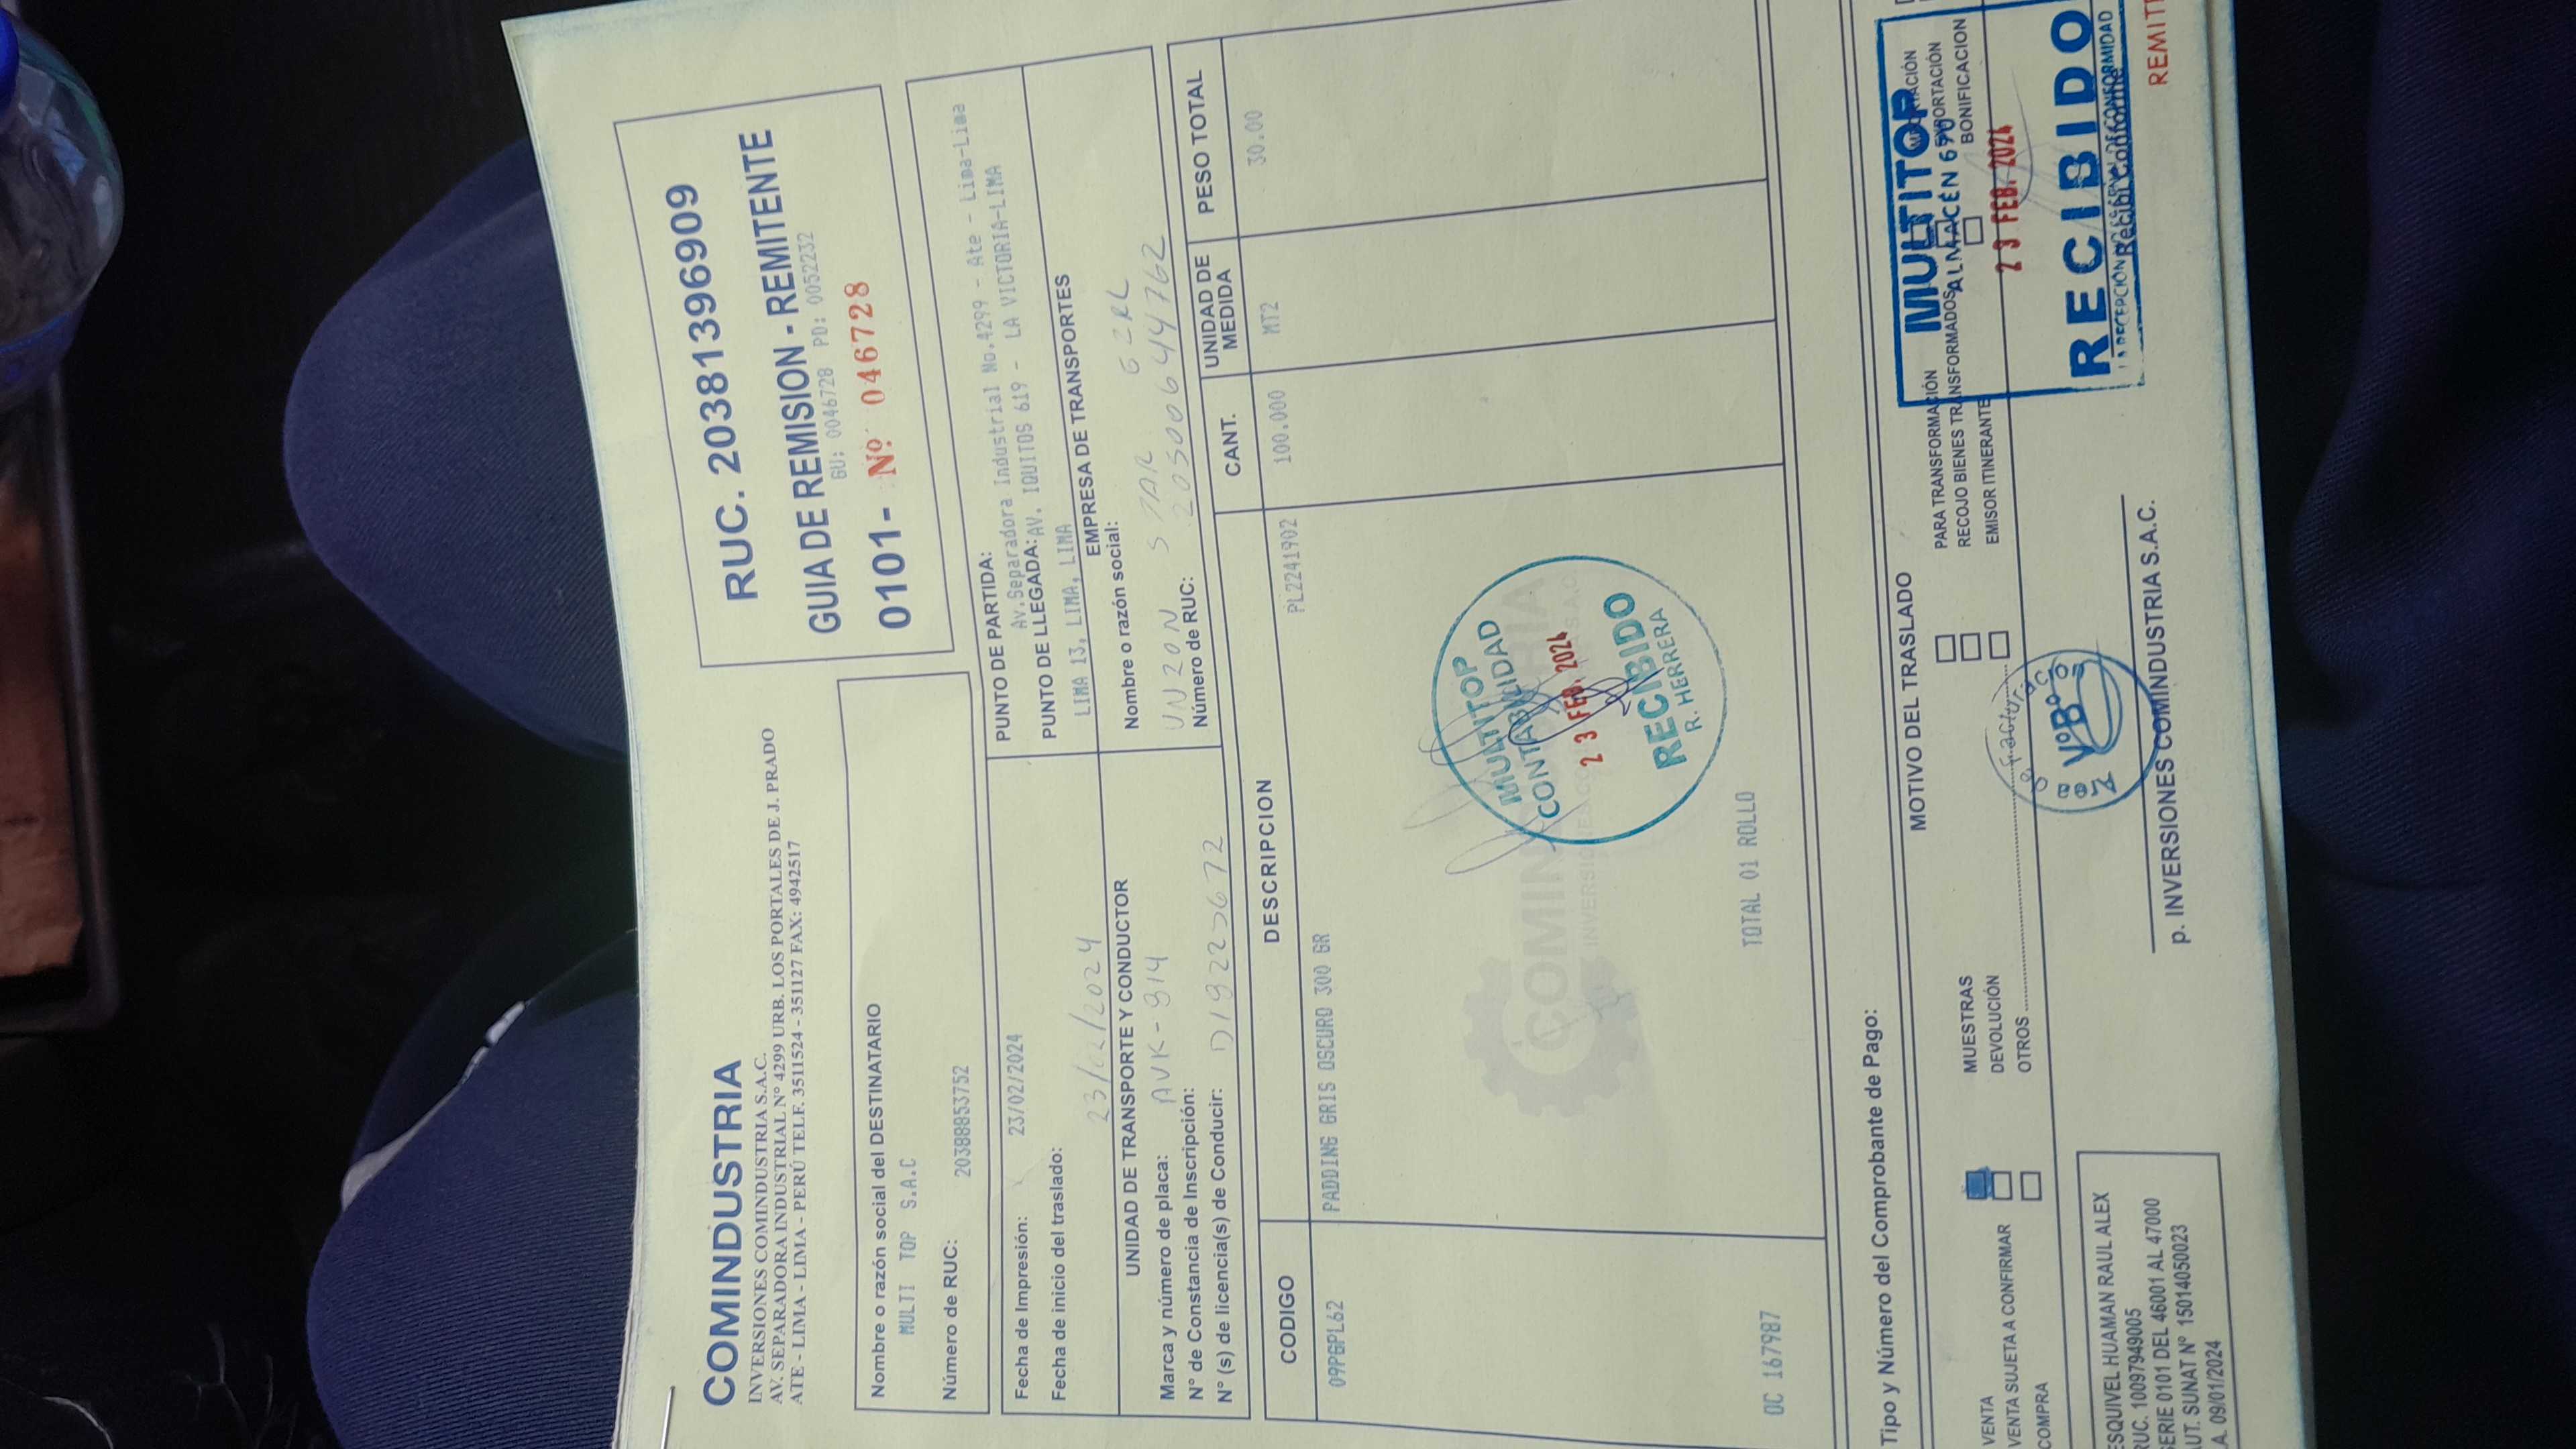 COMINDUSTRIA
INVERSIONES COMINDUSTRIA S.A.C.
AV. SEPARADORA INDUSTRIAL Nº 4299 URB. LOS PORTALES DE J. PRADO
ATE - LIMA - LIMA - PERÚ TELF. 3511524 - 351127 FAX: 4942517
RUC. 20381396909
GUIA DE REMISION - REMITENTE
GU: 0046728 PD: 0052232
0101- Nº 046728
Nombre o razón social del DESTINATARIO
MULTI TOP S.A.C
Número de RUC: 20388853752
Fecha de Impresión: 23/02/2024
Fecha de inicio del traslado:
23/02/2024
PUNTO DE PARTIDA:
Av.Separadora Industrial No.4299 - Ate - Lima-Lima
PUNTO DE LLEGADA: AV. IQUITOS 619 - LA VICTORIA-LIMA
LIMA 13, LIMA, LIMA
UNIDAD DE TRANSPORTE Y CONDUCTOR
Marca y número de placa: AVK-914
Nº de Constancia de Inscripción:
Nº (s) de licencia(s) de Conducir:
EMPRESA DE TRANSPORTES
Nombre o razón social:
STAR
Número de RUC: 20500644762
CODIGO DESCRIPCION CANT. UNIDAD DE MEDIDA PESO TOTAL
PL2241902
09PGPL62 PADDING GRIS OSCURO 300 GR 100.000 MT2 30.00
COMINDUSTRIA
MULTITOP
CONTABILIDAD
23 FEB. 2024
RECIBIDO
R. HERRERA
TOTAL 01 ROLLO
OC 167987
Tipo y Número del Comprobante de Pago:
MOTIVO DEL TRASLADO
VENTA
VENTA SUJETA A CONFIRMAR
COMPRA
MUESTRAS
DEVOLUCIÓN
OTROS
PARA TRANSFORMACIÓN
RECOJO BIENES TRANSFORMADOS
EMISOR ITINERANTE
EXPORTACIÓN
BONIFICACION
MULTITOP
ALMACÉN 670
23 FEB. 2024
RECIBIDO
Recibí Conforme
VºBº
ESQUIVEL HUAMAN RAUL ALEX
RUC. 10097949005
SERIE 0101 DEL 46001 AL 47000
AUT. SUNAT Nº 15014050023
09/01/2024
p. INVERSIONES COMINDUSTRIA S.A.C.